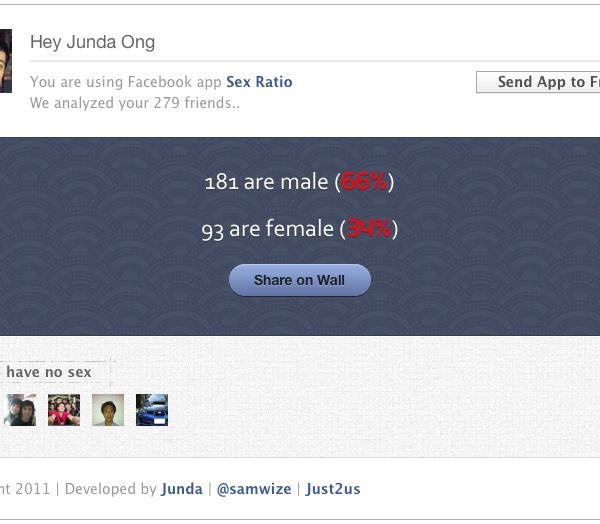 Hey Junda Ong
You are using Facebook app Sex Ratio
Send App to F
We analyzed your 279 friends..
181 are male (66%)
93 are female (34%)
Share on Wall
have no sex
2011 | Developed by Junda | @samwize | Just2us